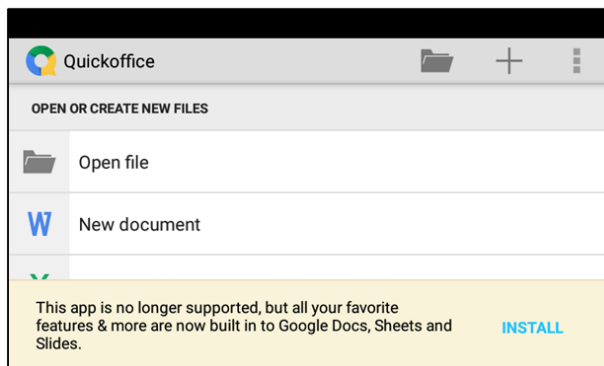 Quickoffice
OPEN OR CREATE NEW FILES
Open file
W New document
This app is no longer supported, but all your favorite
features & more are now built in to Google Docs, Sheets and
Slides.
INSTALL